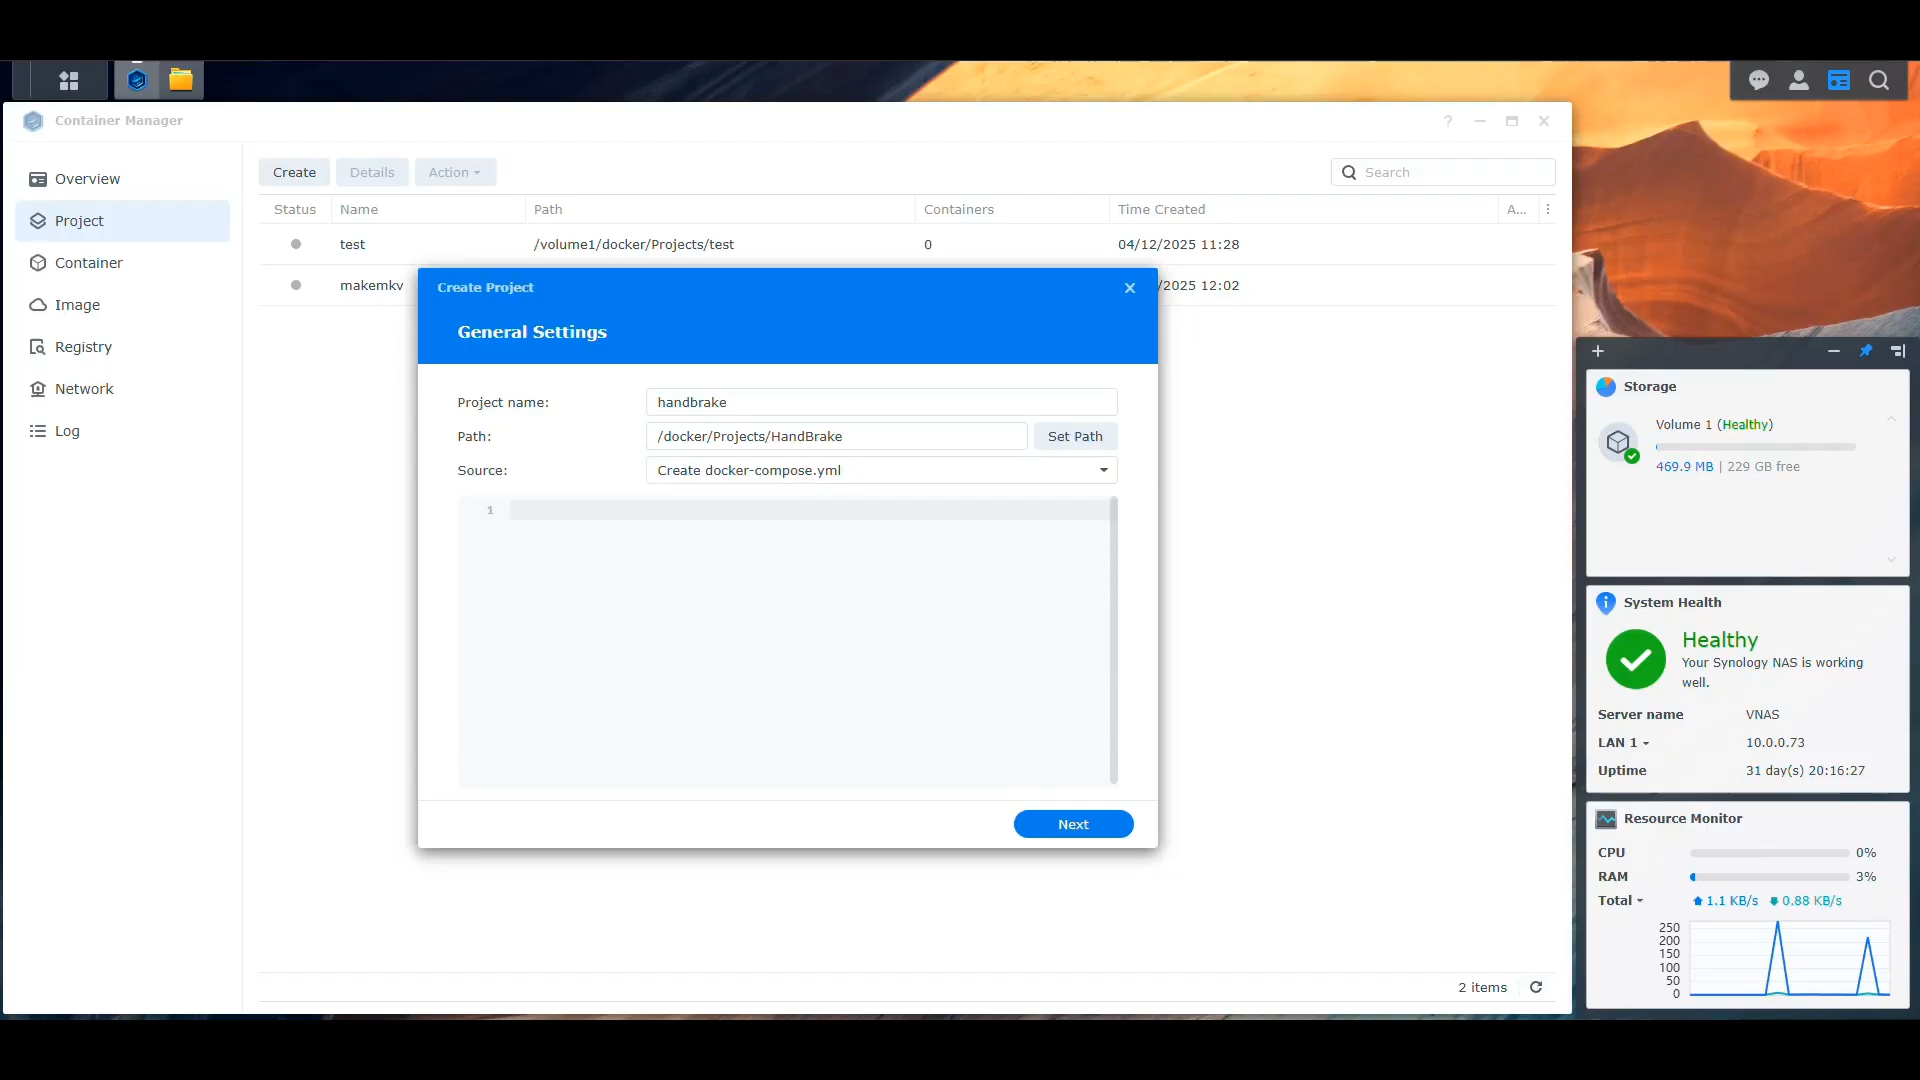 Container Manager
?
Overview
Project
Container
Image
Registry
Network
Log
Create
Details
Action
Search
Status
Name
Path
Containers
Time Created
A...
test
/volume1/docker/Projects/test
0
04/12/2025 11:28
makemkv
/2025 12:02
Create Project
General Settings
Project name:
handbrake
Path:
/docker/Projects/HandBrake
Set Path
Source:
Create docker-compose.yml
1
Next
2 items
Storage
Volume 1 (Healthy)
469.9 MB | 229 GB free
System Health
Healthy
Your Synology NAS is working
well.
Server name
VNAS
LAN 1
10.0.0.73
Uptime
31 day(s) 20:16:27
Resource Monitor
CPU
0%
RAM
3%
Total
1.1 KB/s
0.88 KB/s
250
200
150
100
50
0